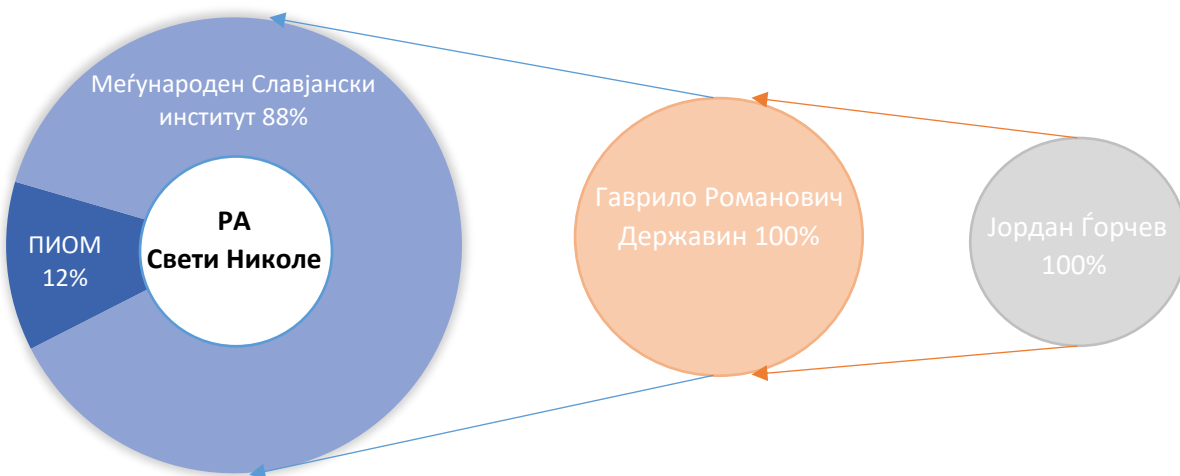 Меѓународен Славјански
институт 88%
ПИОМ
12%
РА
Свети Николе
Гаврило Романович
Державин 100%
Јордан Ѓорчев
100%